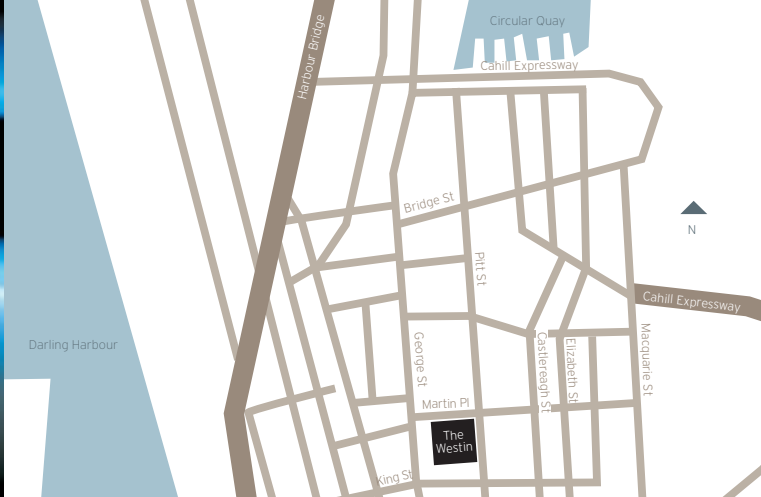 Circular Quay
Harbour Bridge
Cahill Expressway
Bridge St
N
Pitt St
Cahill Expressway
Darling Harbour
George St
Castlereagh St
Elizabeth St
Macquarie St
Martin Pl
The
Westin
King St